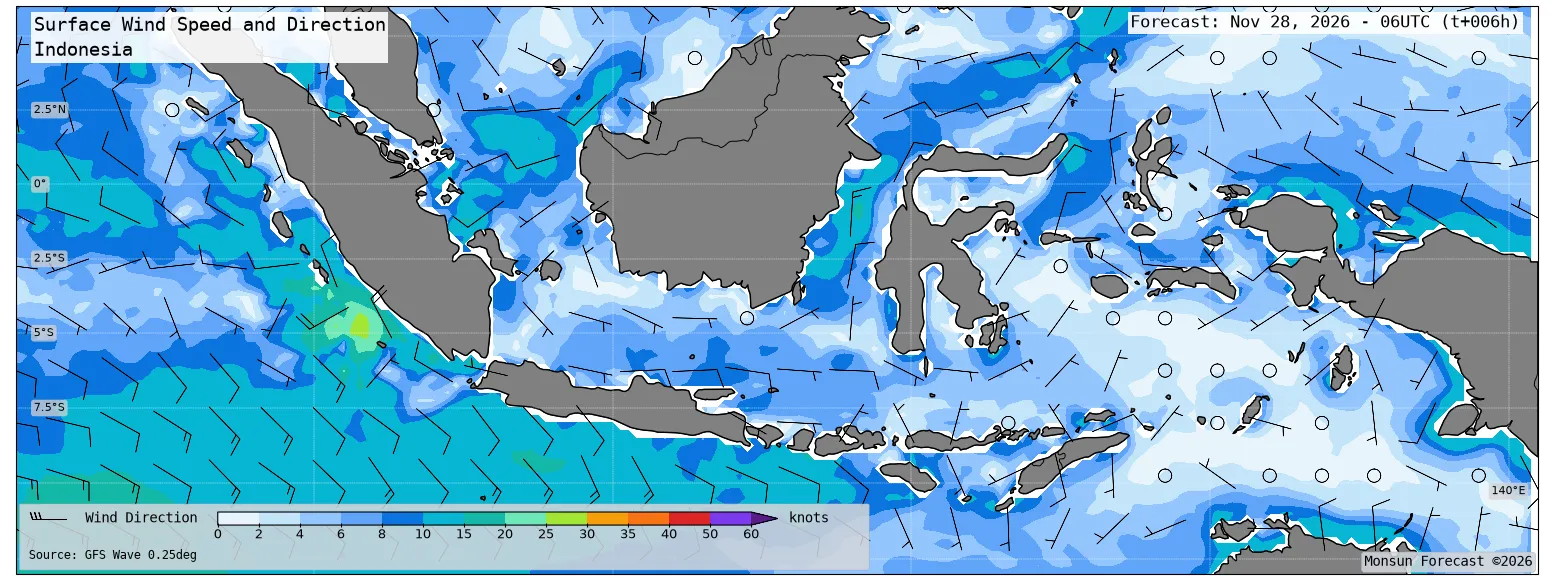 Surface Wind Speed and Direction
Indonesia
Forecast: Nov 28, 2026 - 06UTC (t+006h)
2.5°N
0°
2.5°S
5°S
7.5°S
140°E
Wind Direction
0 2 4 6 8 10 15 20 25 30 35 40 50 60
knots
Source: GFS Wave 0.25deg
Monsun Forecast ©2026